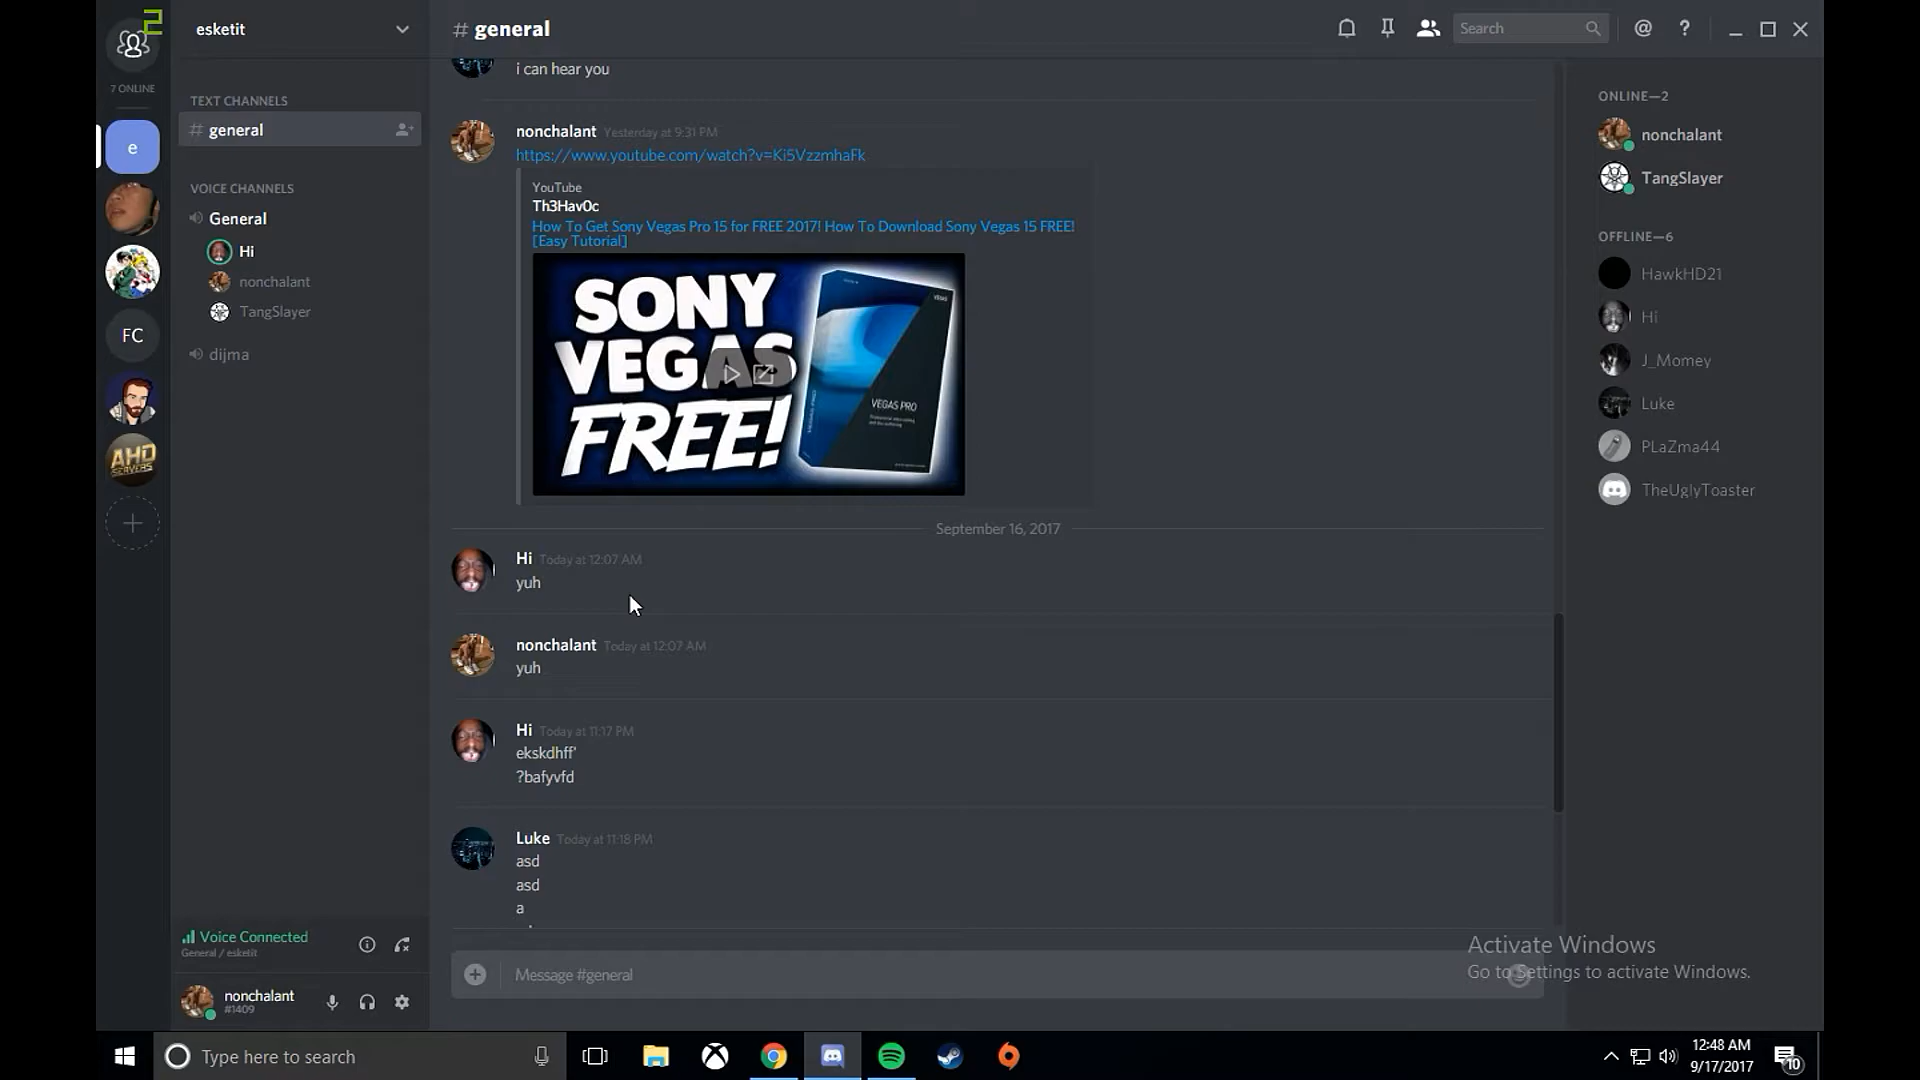 2
7 ONLINE
e
FC
AHD
SERVERS
esketit
TEXT CHANNELS
# general
VOICE CHANNELS
General
Hi
nonchalant
TangSlayer
dijma
Voice Connected
General / esketit
nonchalant
#1409
# general
Search
@ ?
i can hear you
nonchalant Yesterday at 9:31 PM
https://www.youtube.com/watch?v=Ki5VzzmhaFk
YouTube
Th3HavOc
How To Get Sony Vegas Pro 15 for FREE 2017! How To Download Sony Vegas 15 FREE!
[Easy Tutorial]
SONY
VEGAS
FREE!
VEGAS PRO
September 16, 2017
Hi Today at 12:07 AM
yuh
nonchalant Today at 12:07 AM
yuh
Hi Today at 11:17 PM
ekskdhff'
?bafyvfd
Luke Today at 11:18 PM
asd
asd
a
Message #general
ONLINE—2
nonchalant
TangSlayer
OFFLINE—6
HawkHD21
Hi
J_Momey
Luke
PLaZma44
TheUglyToaster
Activate Windows
Go to Settings to activate Windows.
Type here to search
12:48 AM
9/17/2017
10